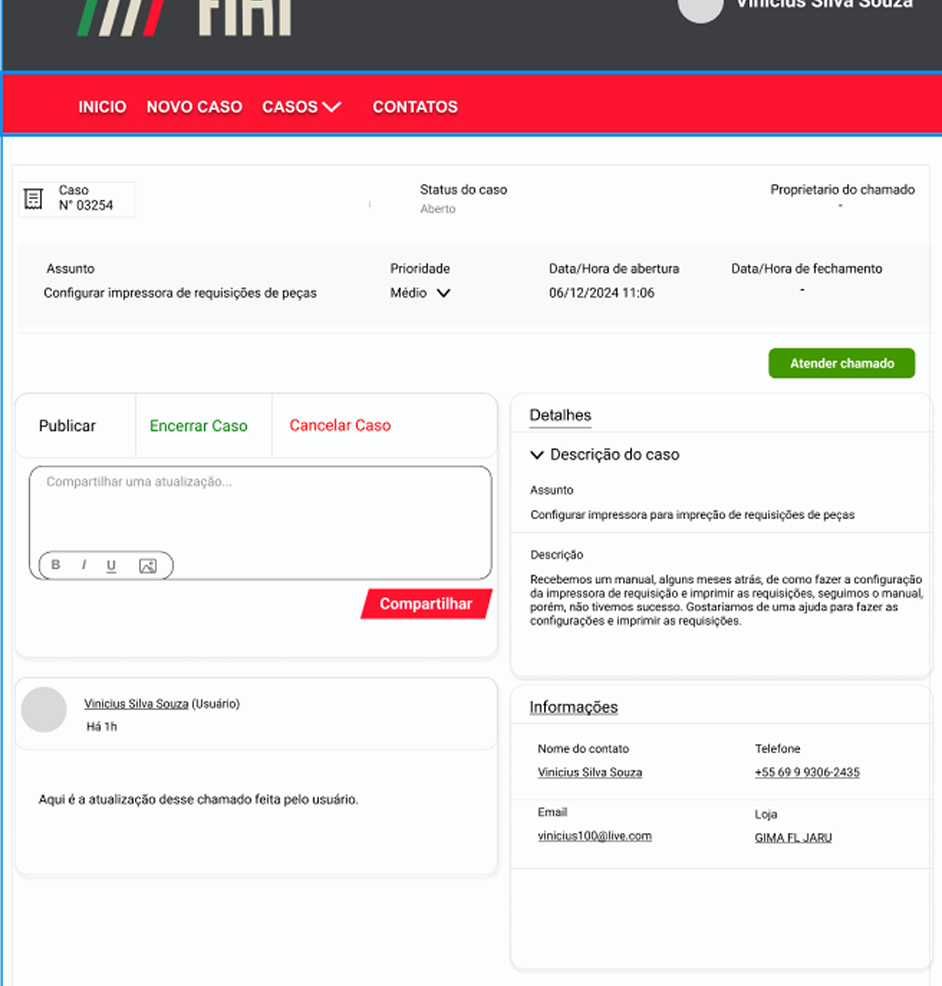 FIAT
Vinicius Silva Souza
INICIO NOVO CASO CASOS CONTATOS
Caso
N° 03254
Status do caso
Aberto
Proprietario do chamado
-
Assunto
Configurar impressora de requisições de peças
Prioridade
Médio
Data/Hora de abertura
06/12/2024 11:06
Data/Hora de fechamento
-
Atender chamado
Publicar
Encerrar Caso
Cancelar Caso
Compartilhar uma atualização...
B I U
Compartilhar
Vinicius Silva Souza (Usuário)
Há 1h
Aqui é a atualização desse chamado feita pelo usuário.
Detalhes
Descrição do caso
Assunto
Configurar impressora para impreção de requisições de peças
Descrição
Recebemos um manual, alguns meses atrás, de como fazer a configuração
da impressora de requisição e imprimir as requisições, seguimos o manual,
porém, não tivemos sucesso. Gostariamos de uma ajuda para fazer as
configurações e imprimir as requisições.
Informações
Nome do contato
Vinicius Silva Souza
Telefone
+55 69 9 9306-2435
Email
vinicius100@live.com
Loja
GIMA FL JARU